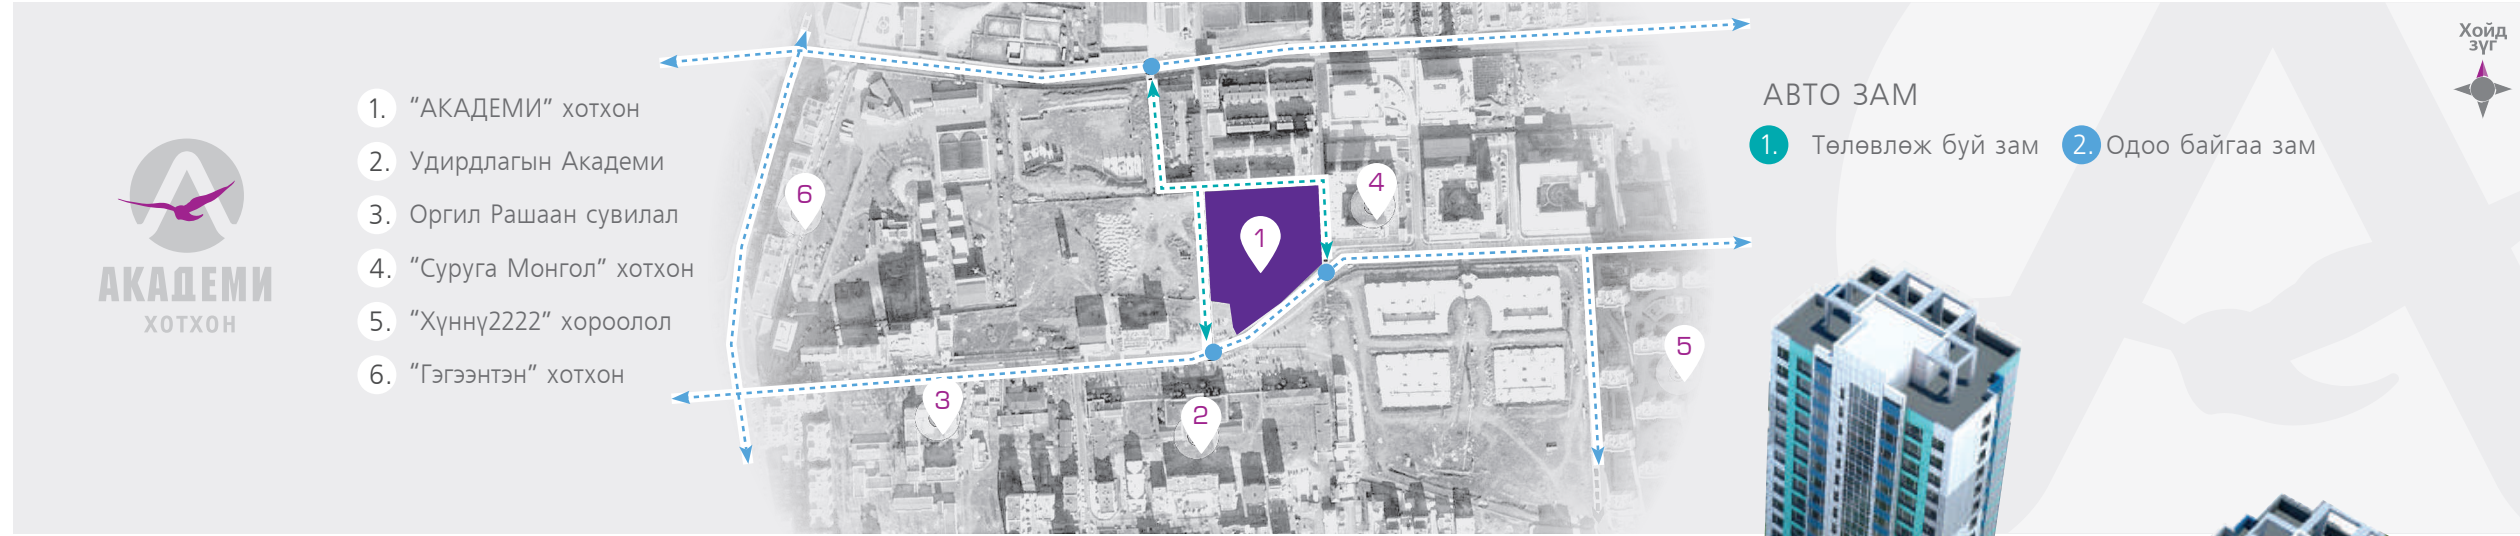 АКАДЕМИ
ХОТХОН
1. “АКАДЕМИ” хотхон
2. Удирдлагын Академи
3. Оргил Рашаан сувилал
4. “Суруга Монгол” хотхон
5. “Хүннү2222” хороолол
6. “Гэгээнтэн” хотхон
6
1
4
5
3
2
АВТО ЗАМ
1. Төлөвлөж буй зам
2. Одоо байгаа зам
Хойд
зүг